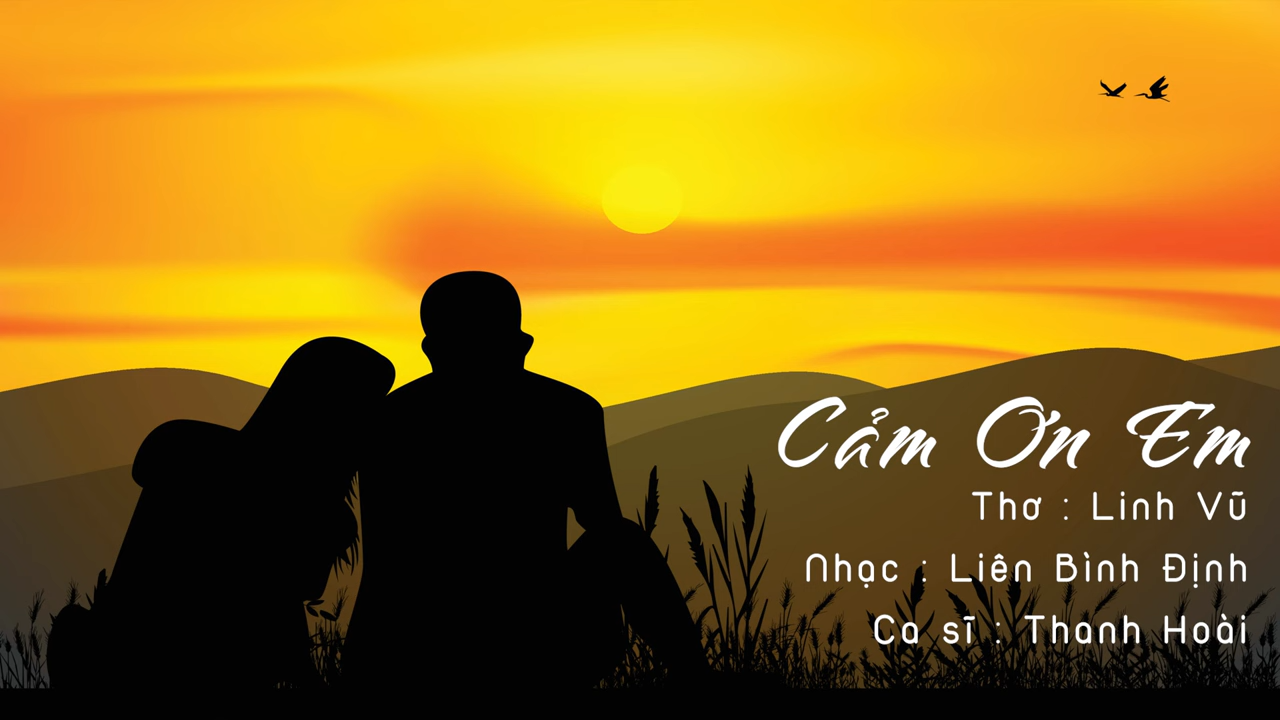 Cảm Ơn Em
Thơ : Linh Vũ
Nhạc : Liên Bình Định
Ca sĩ : Thanh Hoài